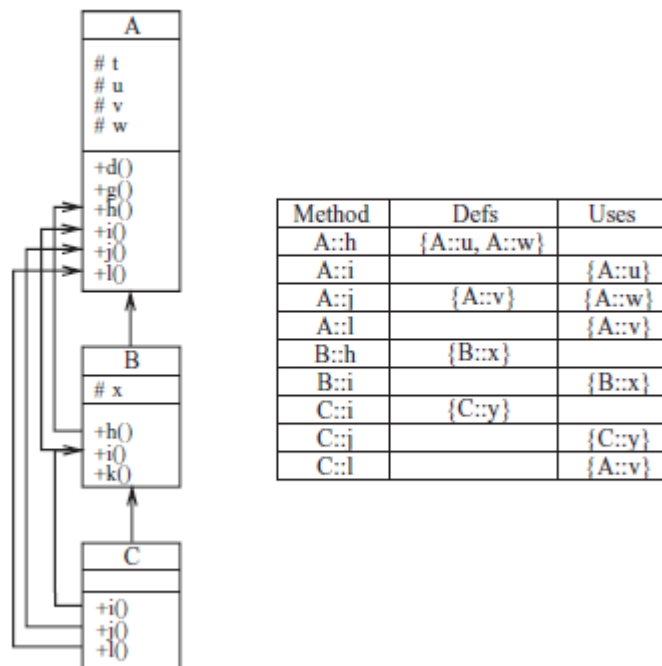 A
# t
# u
# v
# w
+d()
+g()
+h()
+i()
+j()
+l()
B
# x
+h()
+i()
+k()
C
+i()
+j()
+l()
Method Defs Uses
A::h {A::u, A::w}
A::i {A::u}
A::j {A::v} {A::w}
A::l {A::v}
B::h {B::x}
B::i {B::x}
C::i {C::y}
C::j {C::y}
C::l {A::v}